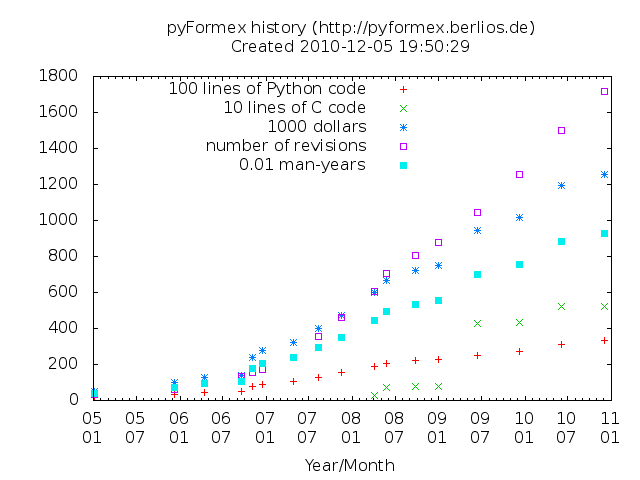 pyFormex history (http://pyformex.berlios.de)
Created 2010-12-05 19:50:29
100 lines of Python code
10 lines of C code
1000 dollars
number of revisions
0.01 man-years
1800
1600
1400
1200
1000
800
600
400
200
0
05 05 06 06 07 07 08 08 09 09 10 10 11
01 07 01 07 01 07 01 07 01 07 01 07 01
Year/Month